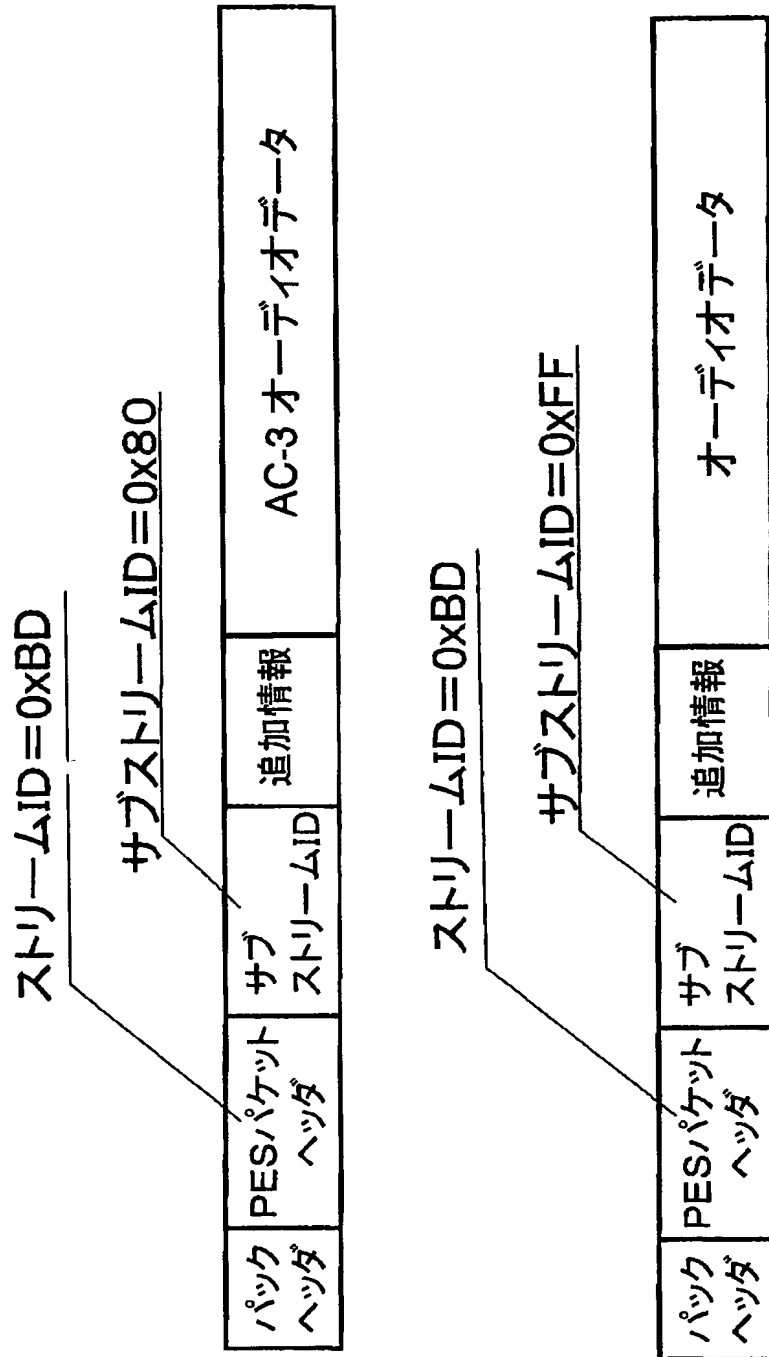 ストリームID=0xBD
サブストリームID=0x80
パック
ヘッダ
PESパケット
ヘッダ
サブ
ストリームID
追加情報
AC-3 オーディオデータ
ストリームID=0xBD
サブストリームID=0xFF
パック
ヘッダ
PESパケット
ヘッダ
サブ
ストリームID
追加情報
オーディオデータ